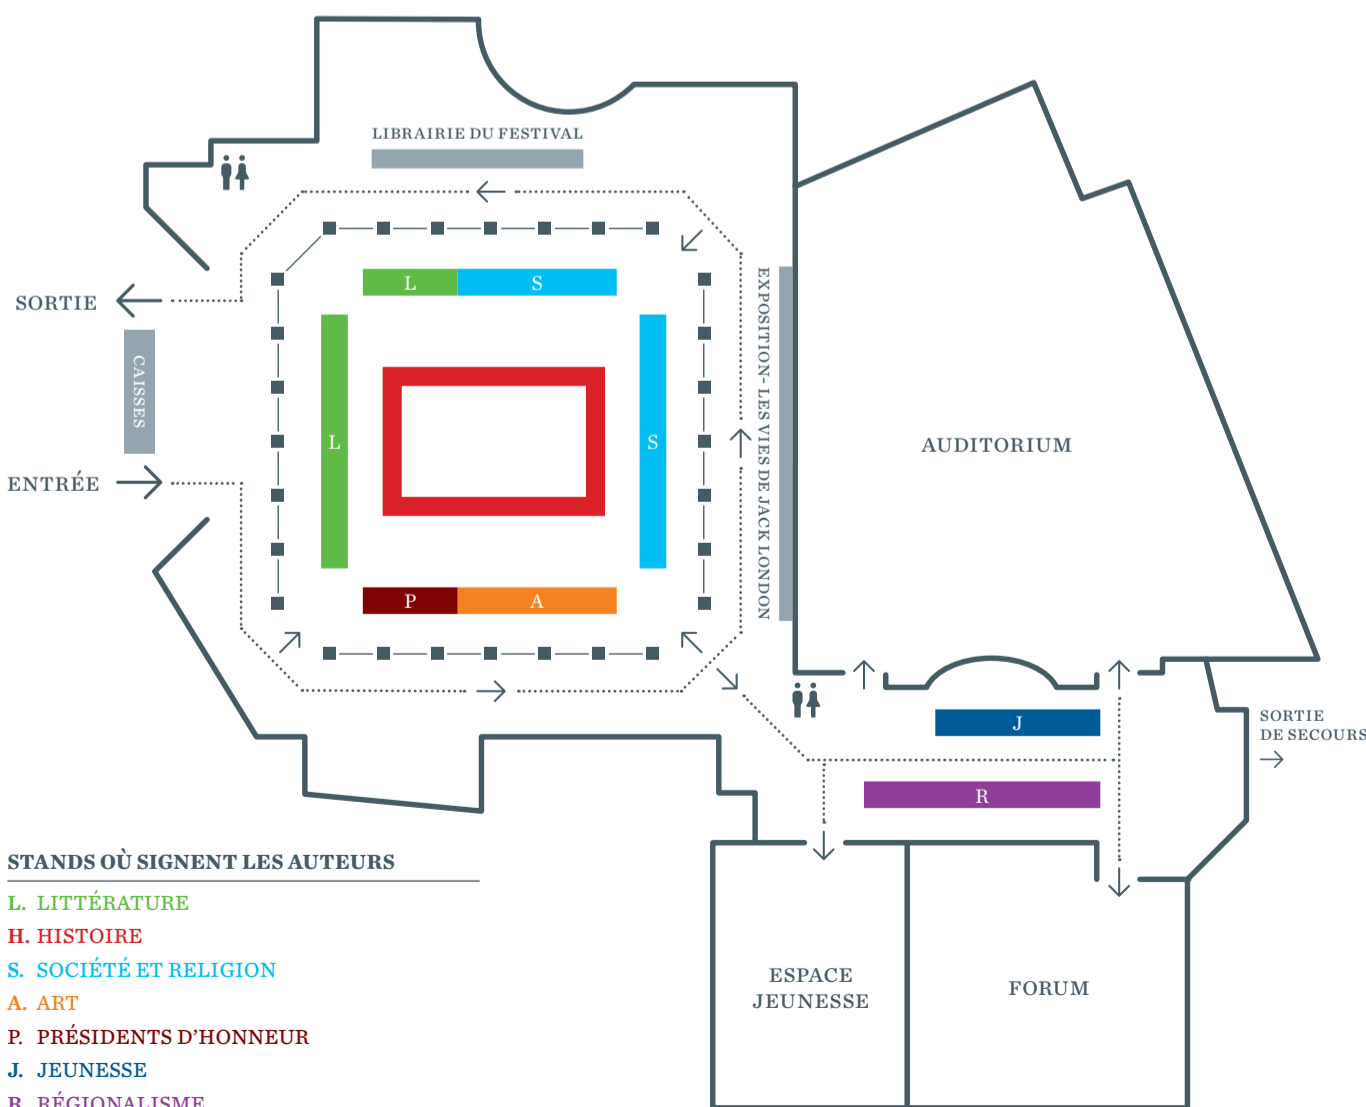 LIBRAIRIE DU FESTIVAL
L
S
SORTIE
CAISSES
ENTRÉE
L
S
EXPOSITION - LES VIES DE JACK LONDON
AUDITORIUM
P
A
J
SORTIE
DE SECOURS
R
ESPACE
JEUNESSE
FORUM
STANDS OÙ SIGNENT LES AUTEURS
L. LITTÉRATURE
H. HISTOIRE
S. SOCIÉTÉ ET RELIGION
A. ART
P. PRÉSIDENTS D'HONNEUR
J. JEUNESSE
R. RÉGIONALISME